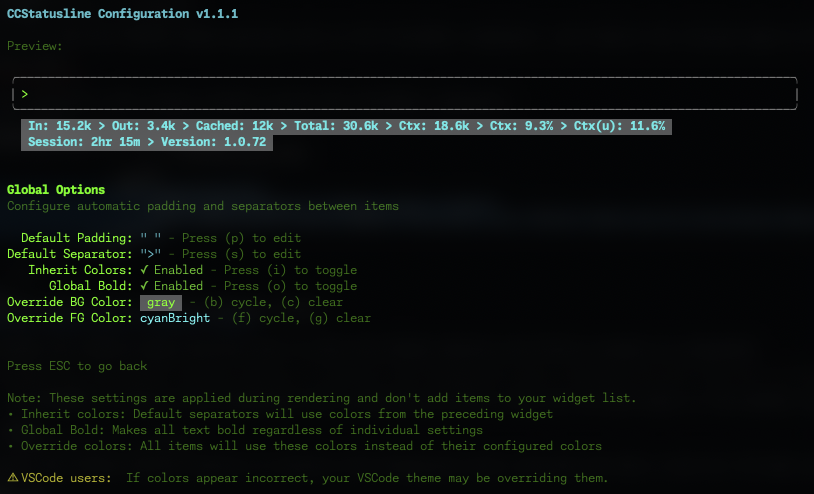 CCStatusline Configuration v1.1.1
Preview:
>
In: 15.2k > Out: 3.4k > Cached: 12k > Total: 30.6k > Ctx: 18.6k > Ctx: 9.3% > Ctx(u): 11.6%
Session: 2hr 15m > Version: 1.0.72
Global Options
Configure automatic padding and separators between items
Default Padding: " " - Press (p) to edit
Default Separator: ">" - Press (s) to edit
Inherit Colors: ✓ Enabled - Press (i) to toggle
Global Bold: ✓ Enabled - Press (o) to toggle
Override BG Color: gray - (b) cycle, (c) clear
Override FG Color: cyanBright - (f) cycle, (g) clear
Press ESC to go back
Note: These settings are applied during rendering and don't add items to your widget list.
• Inherit colors: Default separators will use colors from the preceding widget
• Global Bold: Makes all text bold regardless of individual settings
• Override colors: All items will use these colors instead of their configured colors
⚠ VSCode users: If colors appear incorrect, your VSCode theme may be overriding them.